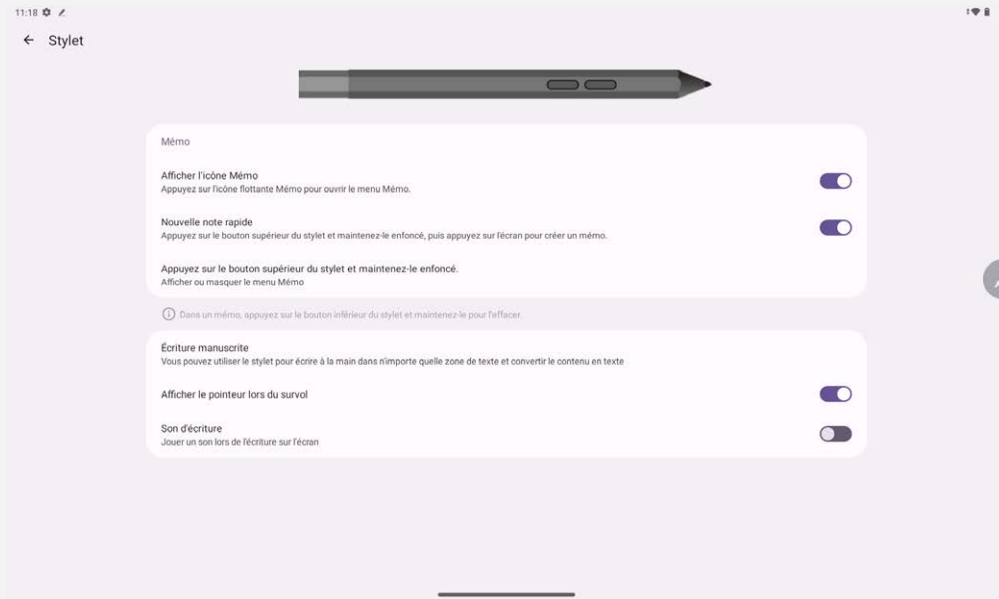 11:18
Stylet
Mémo
Afficher l'icône Mémo
Appuyez sur l'icône flottante Mémo pour ouvrir le menu Mémo.
Nouvelle note rapide
Appuyez sur le bouton supérieur du stylet et maintenez-le enfoncé, puis appuyez sur l'écran pour créer un mémo.
Appuyez sur le bouton supérieur du stylet et maintenez-le enfoncé.
Afficher ou masquer le menu Mémo
Dans un mémo, appuyez sur le bouton inférieur du stylet et maintenez-le pour l'effacer.
Écriture manuscrite
Vous pouvez utiliser le stylet pour écrire à la main dans n'importe quelle zone de texte et convertir le contenu en texte
Afficher le pointeur lors du survol
Son d'écriture
Jouer un son lors de l'écriture sur l'écran